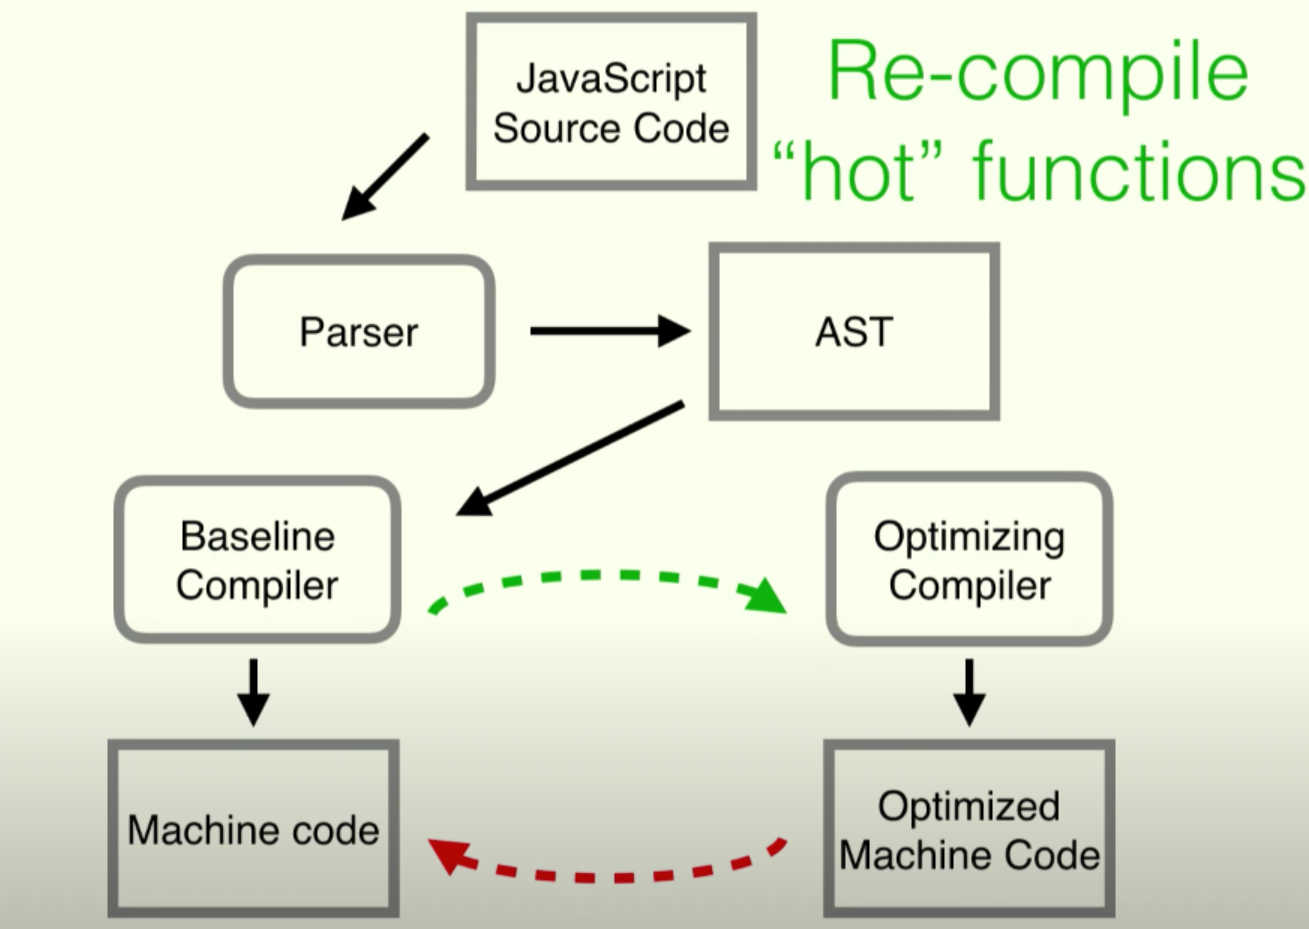 JavaScript
Source Code
Re-compile
“hot” functions
Parser
AST
Baseline
Compiler
Optimizing
Compiler
Machine code
Optimized
Machine Code